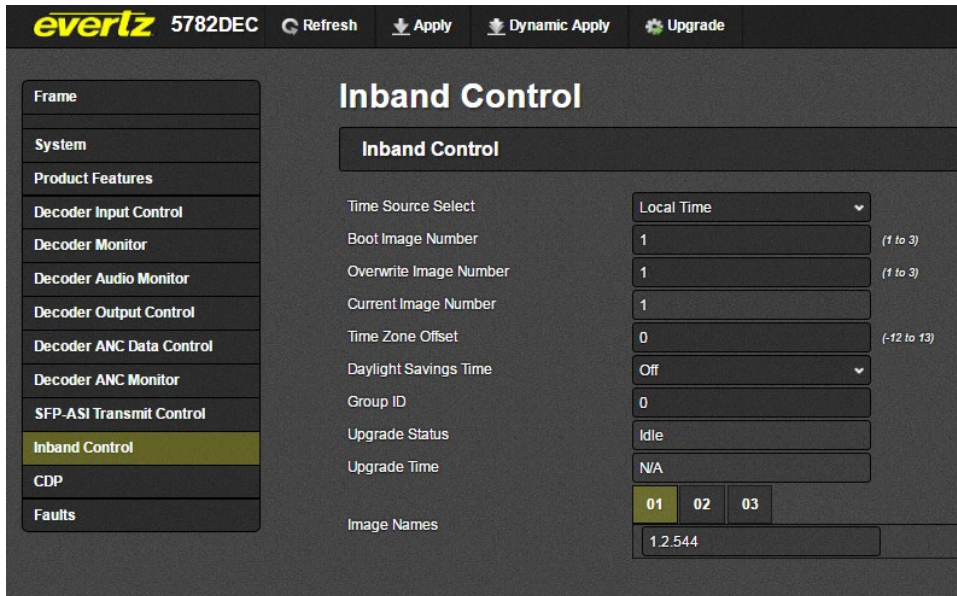 evertz 5782DEC Refresh Apply Dynamic Apply Upgrade
Frame
System
Product Features
Decoder Input Control
Decoder Monitor
Decoder Audio Monitor
Decoder Output Control
Decoder ANC Data Control
Decoder ANC Monitor
SFP-ASI Transmit Control
Inband Control
CDP
Faults
Inband Control
Inband Control
Time Source Select Local Time
Boot Image Number 1 (1 to 3)
Overwrite Image Number 1 (1 to 3)
Current Image Number 1
Time Zone Offset 0 (-12 to 13)
Daylight Savings Time Off
Group ID 0
Upgrade Status Idle
Upgrade Time N/A
Image Names 01 02 03
1.2.544